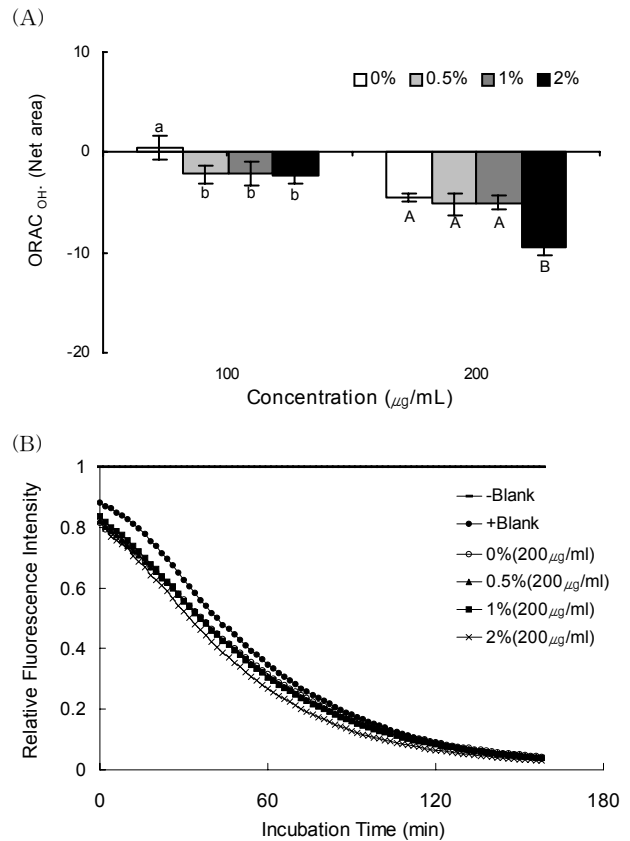 (A)
10
0
-10
-20
ORAC OH· (Net area)
0% 0.5% 1% 2%
a
b b b
A A A
B
100 200
Concentration (μg/mL)
(B)
1
0.8
0.6
0.4
0.2
0
Relative Fluorescence Intensity
-Blank
+Blank
0%(200μg/ml)
0.5%(200μg/ml)
1%(200μg/ml)
2%(200μg/ml)
0 60 120 180
Incubation Time (min)